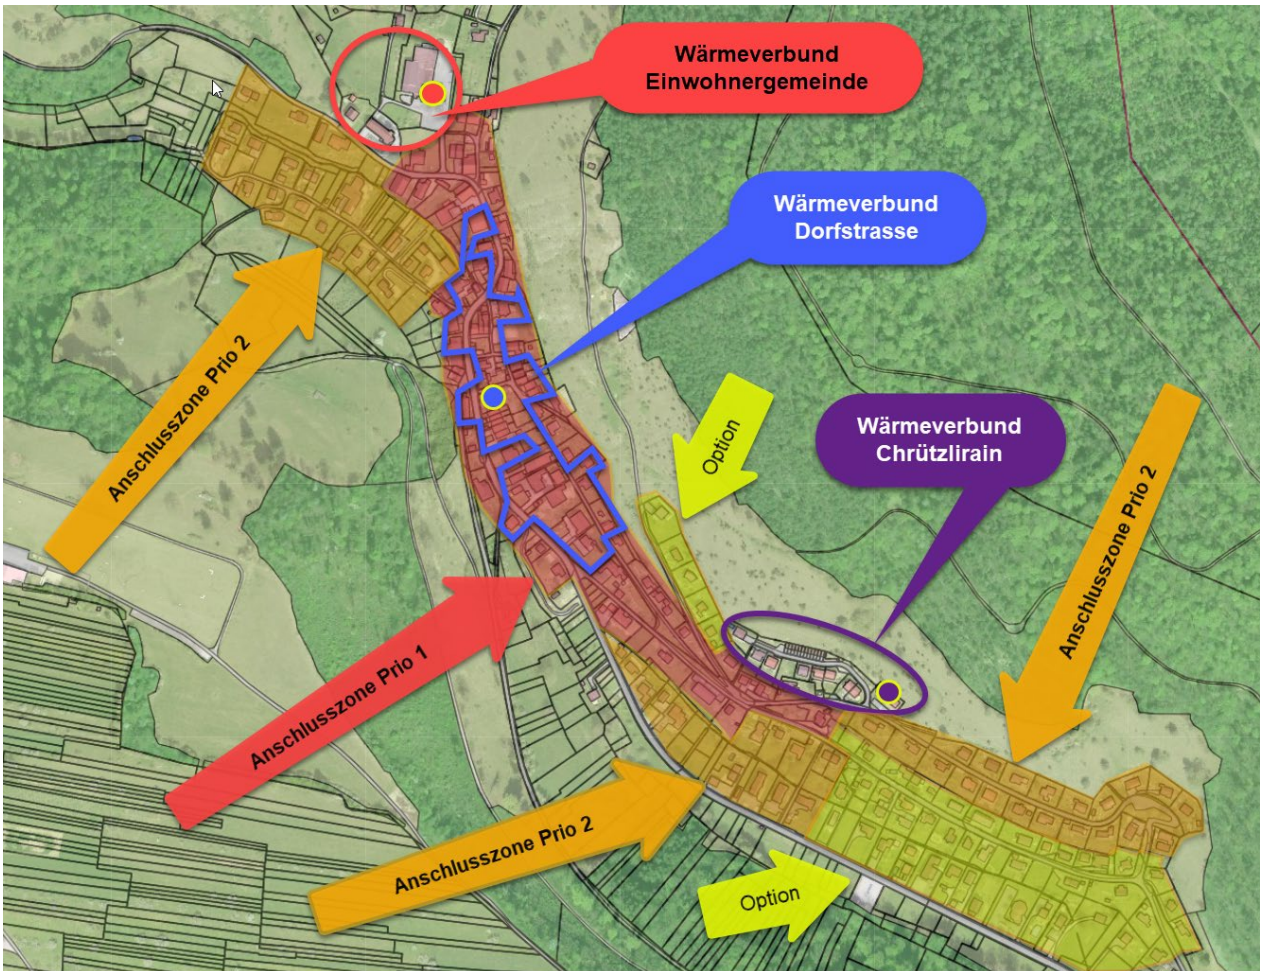 Wärmeverbund
Einwohnergemeinde
Wärmeverbund
Dorfstrasse
Anschlusszone Prio 2
Option
Wärmeverbund
Chrützlirain
Anschlusszone Prio 2
Anschlusszone Prio 1
Anschlusszone Prio 2
Option